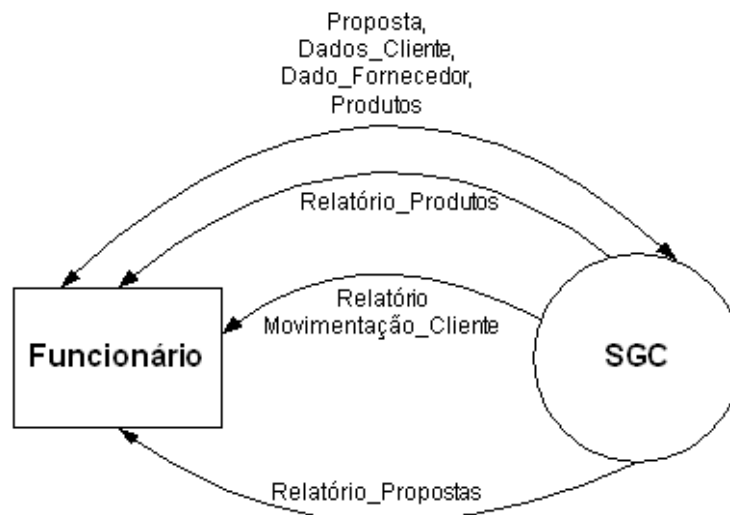 Proposta,
Dados_Cliente,
Dado_Fornecedor,
Produtos
Relatório_Produtos
Relatório
Movimentação_Cliente
Funcionário
SGC
Relatório_Propostas